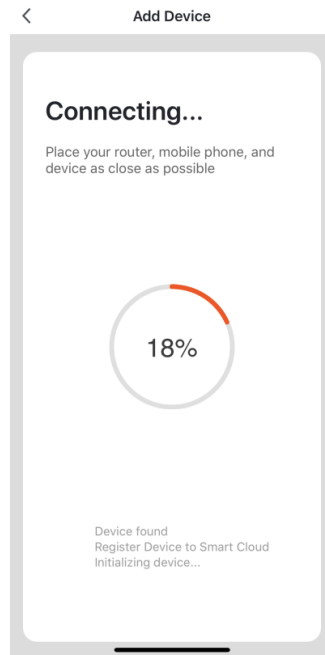 Add Device
Connecting...
Place your router, mobile phone, and
device as close as possible
18%
Device found
Register Device to Smart Cloud
Initializing device...